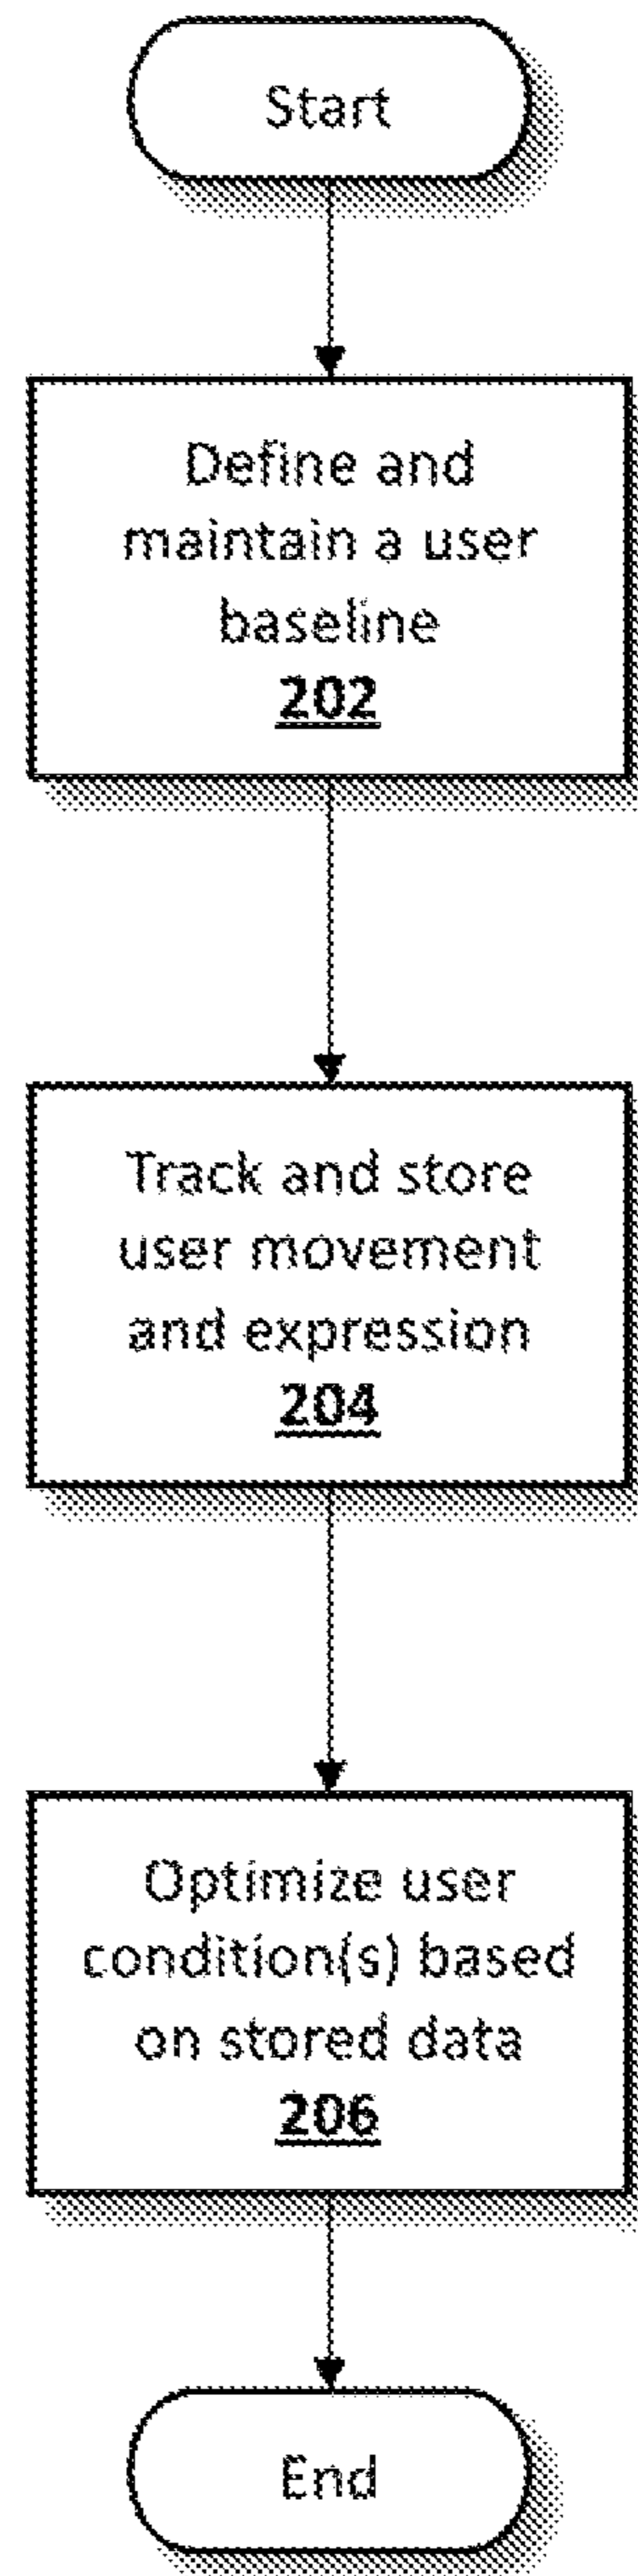 Start
Define and
maintain a user
baseline
202
Track and store
user movement
and expression
204
Optimize user
condition(s) based
on stored data
206
End